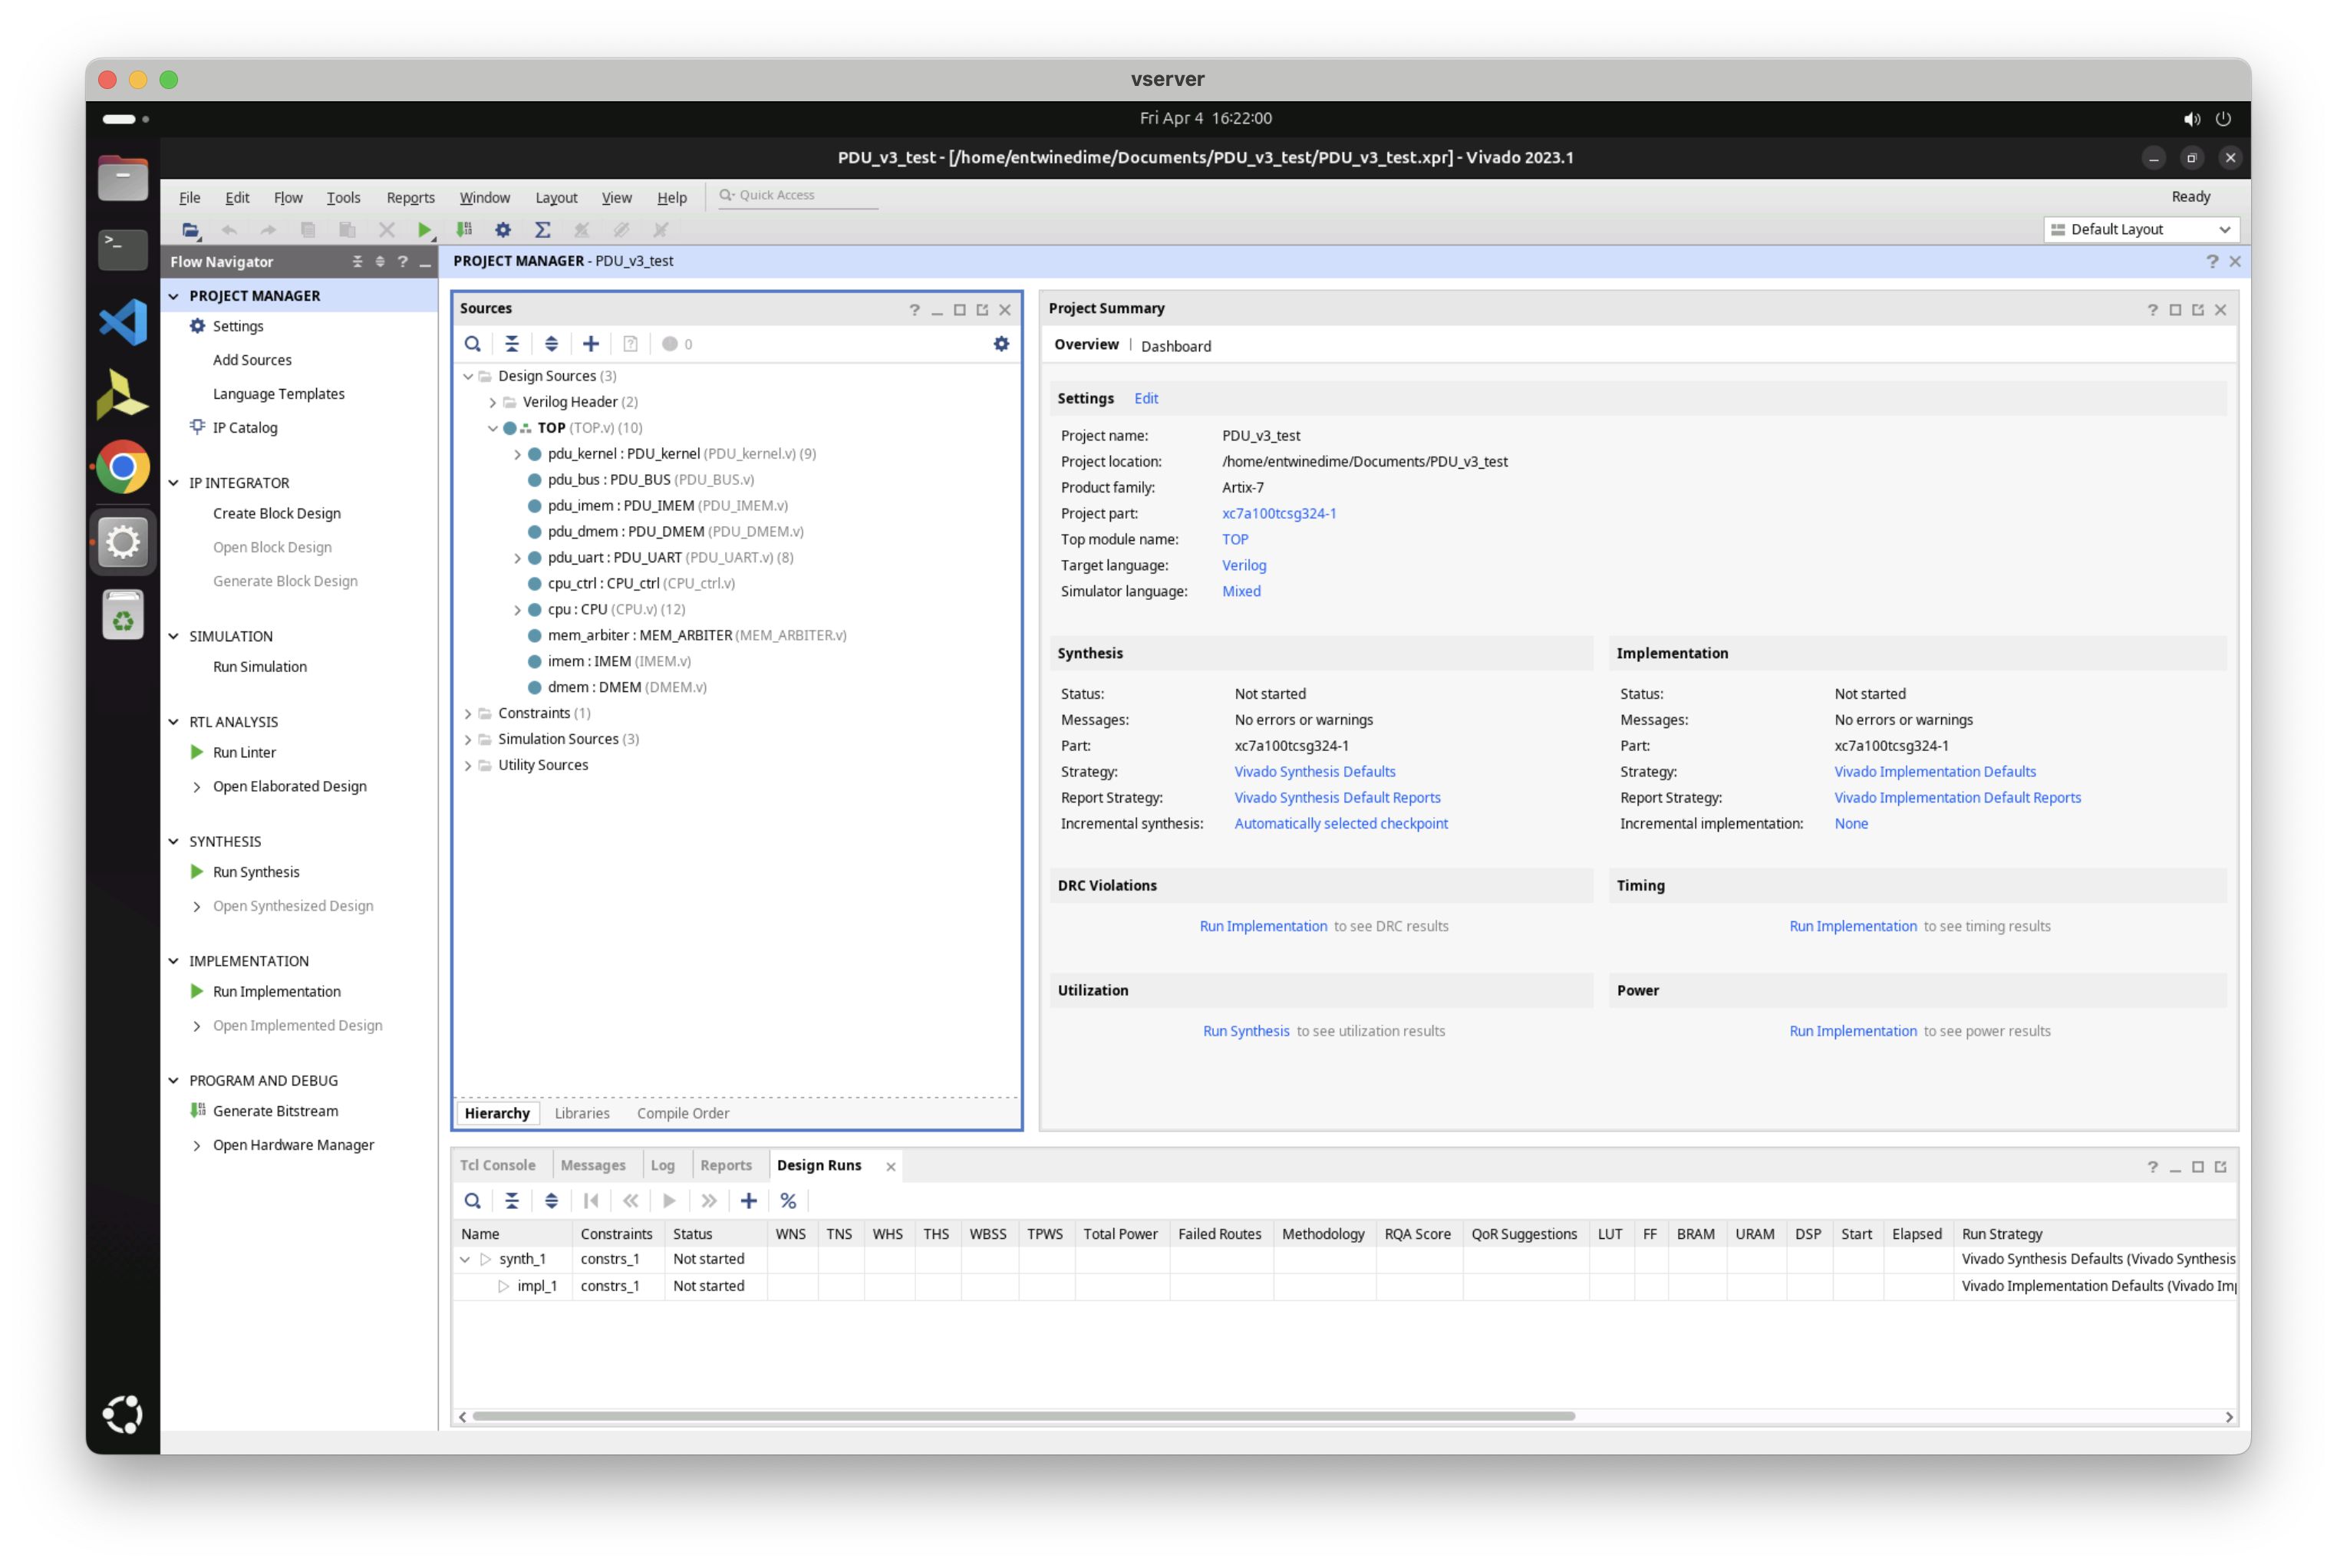 vserver
Fri Apr 4 16:22:00
PDU_v3_test - [/home/entwinedime/Documents/PDU_v3_test/PDU_v3_test.xpr] - Vivado 2023.1
File Edit Flow Tools Reports Window Layout View Help Quick Access Ready
Default Layout
Flow Navigator
PROJECT MANAGER
Settings
Add Sources
Language Templates
IP Catalog
IP INTEGRATOR
Create Block Design
Open Block Design
Generate Block Design
SIMULATION
Run Simulation
RTL ANALYSIS
Run Linter
Open Elaborated Design
SYNTHESIS
Run Synthesis
Open Synthesized Design
IMPLEMENTATION
Run Implementation
Open Implemented Design
PROGRAM AND DEBUG
Generate Bitstream
Open Hardware Manager
PROJECT MANAGER - PDU_v3_test
Sources
0
Design Sources (3)
Verilog Header (2)
TOP (TOP.v) (10)
pdu_kernel : PDU_kernel (PDU_kernel.v) (9)
pdu_bus : PDU_BUS (PDU_BUS.v)
pdu_imem : PDU_IMEM (PDU_IMEM.v)
pdu_dmem : PDU_DMEM (PDU_DMEM.v)
pdu_uart : PDU_UART (PDU_UART.v) (8)
cpu_ctrl : CPU_ctrl (CPU_ctrl.v)
cpu : CPU (CPU.v) (12)
mem_arbiter : MEM_ARBITER (MEM_ARBITER.v)
imem : IMEM (IMEM.v)
dmem : DMEM (DMEM.v)
Constraints (1)
Simulation Sources (3)
Utility Sources
Hierarchy Libraries Compile Order
Project Summary
Overview | Dashboard
Settings Edit
Project name: PDU_v3_test
Project location: /home/entwinedime/Documents/PDU_v3_test
Product family: Artix-7
Project part: xc7a100tcsg324-1
Top module name: TOP
Target language: Verilog
Simulator language: Mixed
Synthesis
Status: Not started
Messages: No errors or warnings
Part: xc7a100tcsg324-1
Strategy: Vivado Synthesis Defaults
Report Strategy: Vivado Synthesis Default Reports
Incremental synthesis: Automatically selected checkpoint
Implementation
Status: Not started
Messages: No errors or warnings
Part: xc7a100tcsg324-1
Strategy: Vivado Implementation Defaults
Report Strategy: Vivado Implementation Default Reports
Incremental implementation: None
DRC Violations
Run Implementation to see DRC results
Timing
Run Implementation to see timing results
Utilization
Run Synthesis to see utilization results
Power
Run Implementation to see power results
Tcl Console Messages Log Reports Design Runs
Name Constraints Status WNS TNS WHS THS WBSS TPWS Total Power Failed Routes Methodology RQA Score QoR Suggestions LUT FF BRAM URAM DSP Start Elapsed Run Strategy
synth_1 constrs_1 Not started Vivado Synthesis Defaults (Vivado Synthesis
impl_1 constrs_1 Not started Vivado Implementation Defaults (Vivado Im